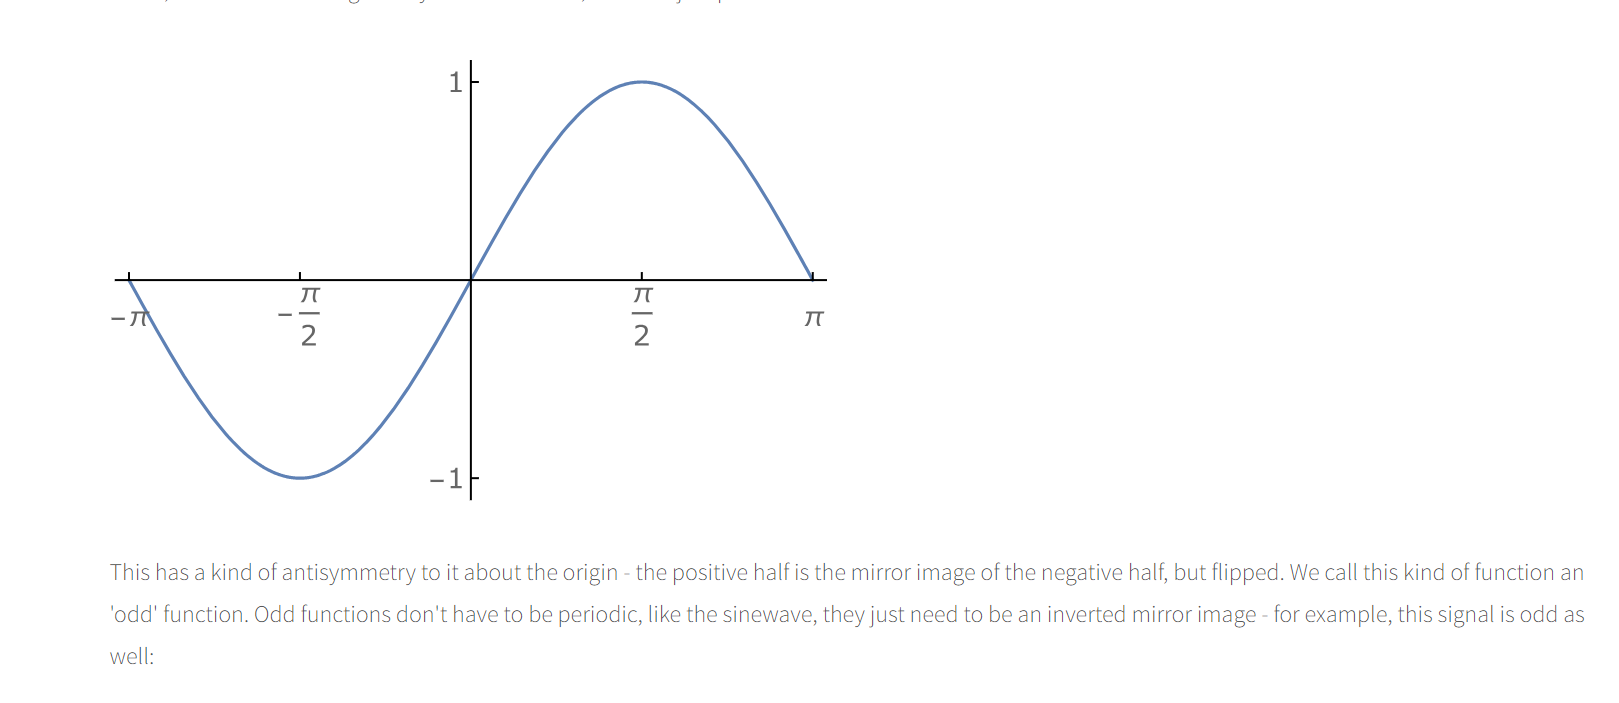 1
-π
-π/2
π/2
π
-1
This has a kind of antisymmetry to it about the origin - the positive half is the mirror image of the negative half, but flipped. We call this kind of function an
'odd' function. Odd functions don't have to be periodic, like the sinewave, they just need to be an inverted mirror image - for example, this signal is odd as
well: